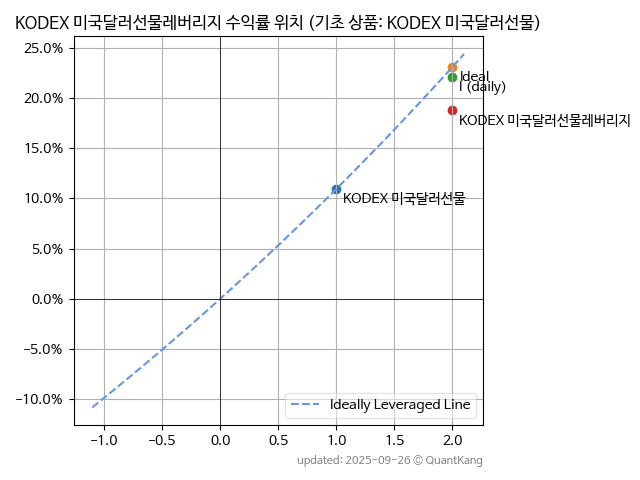 KODEX 미국달러선물레버리지 수익률 위치 (기초 상품: KODEX 미국달러선물)
25.0%
20.0%
15.0%
10.0%
5.0%
0.0%
−5.0%
−10.0%
Ideal
(daily)
KODEX 미국달러선물레버리지
KODEX 미국달러선물
Ideally Leveraged Line
−1.0 −0.5 0.0 0.5 1.0 1.5 2.0
updated: 2025-09-26 © QuantKang